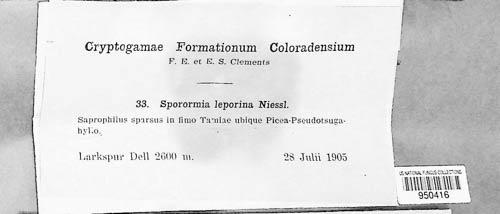 Cryptogamae Formationum Coloradensium
F. E. et E. S. Clements
33. Sporormia leporina Niessl.
Saprophilus sparsus in fimo Tamiae ubique Picea-Pseudotsuga-
hylio.
Larkspur Dell 2600 m. 28 Julii 1905
US NATIONAL FUNGUS COLLECTIONS
950416